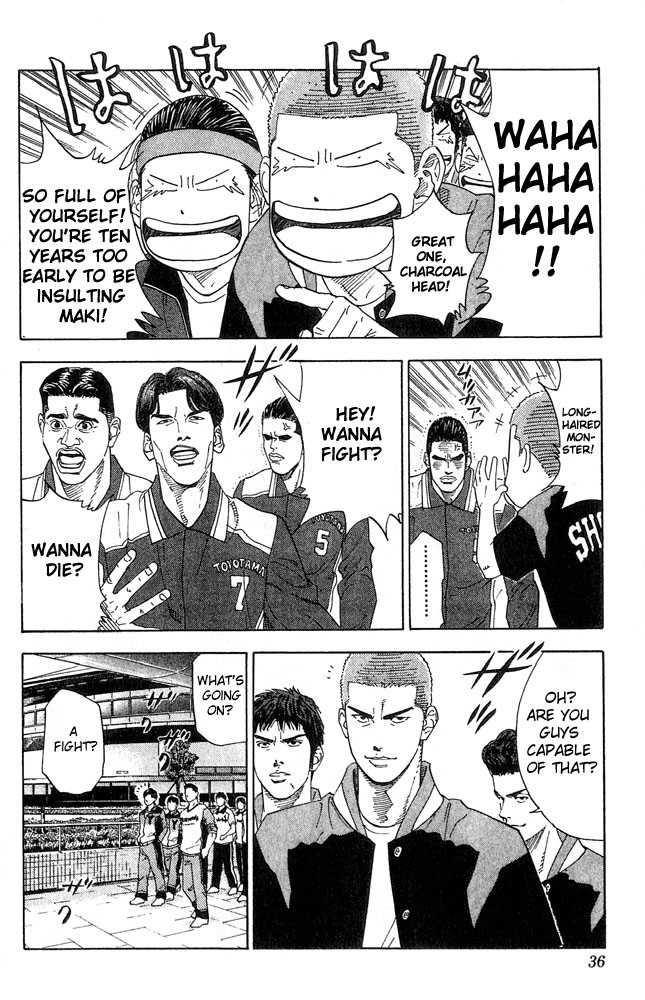 は
は
は
は
WAHA
HAHA
HAHA
!!
GREAT
ONE,
CHARCOAL
HEAD!
SO FULL OF
YOURSELF!
YOU'RE TEN
YEARS TOO
EARLY TO BE
INSULTING
MAKI!
LONG-
HAIRED
MON-
STER!
SH
TOYOTAMA
HEY!
WANNA
FIGHT?
5
TOYOTAMA
7
WANNA
DIE?
OH?
ARE YOU
GUYS
CAPABLE
OF THAT?
WHAT'S
GOING
ON?
A
FIGHT?
36